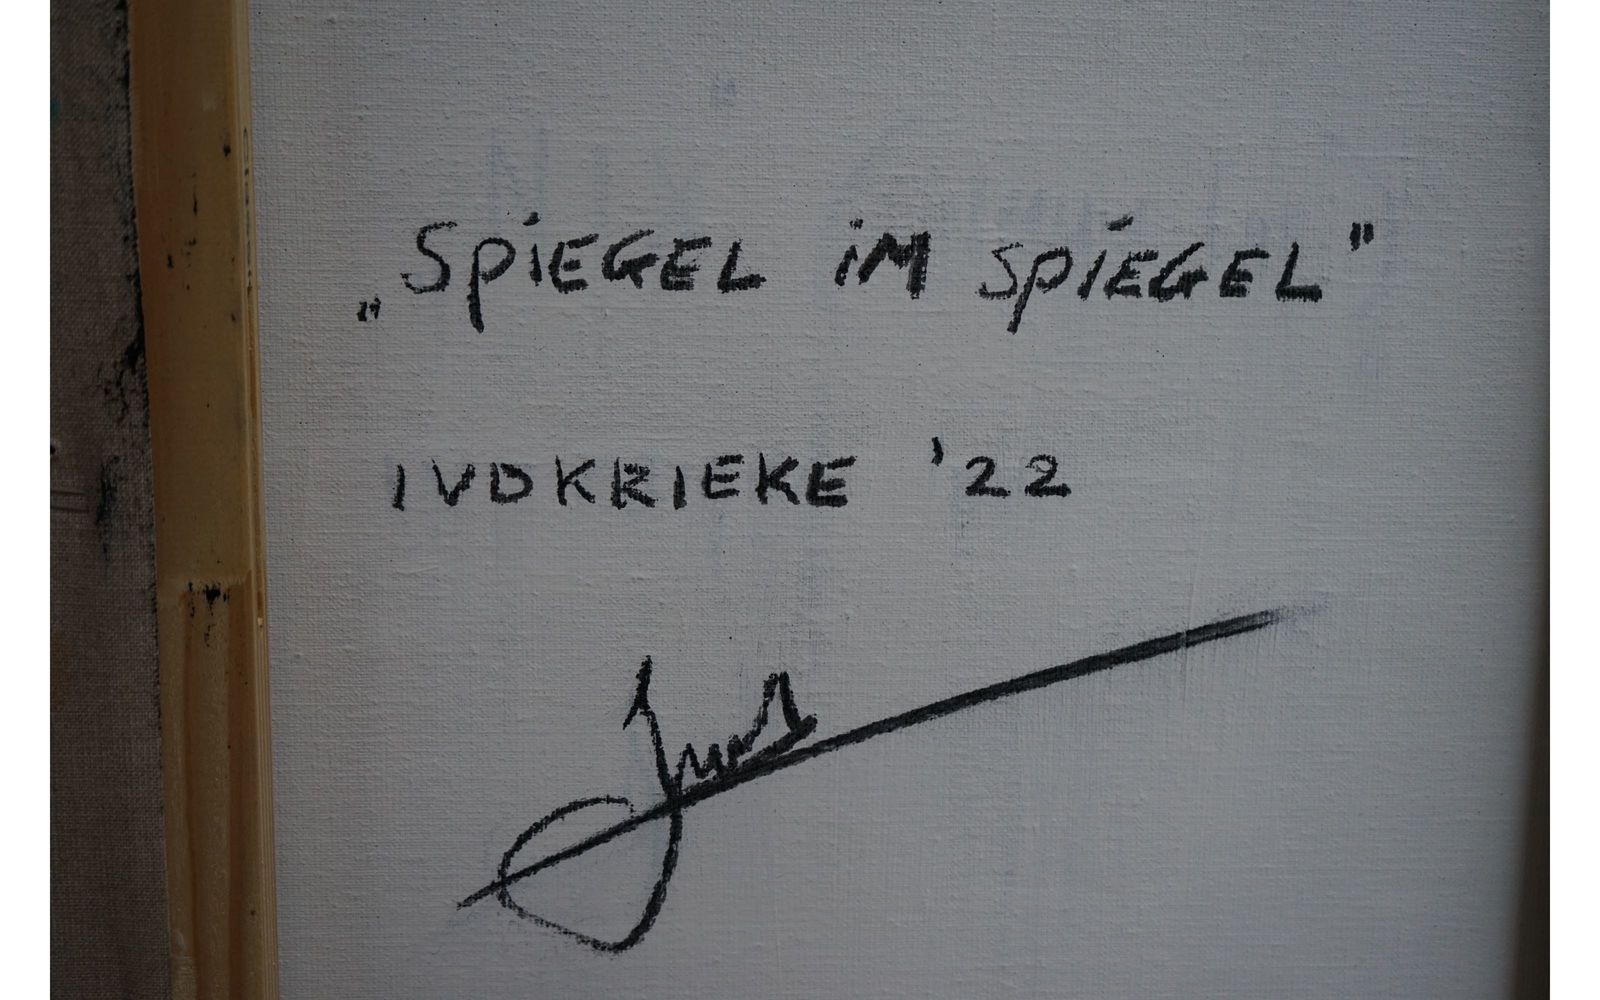 „SPiEGEL iM SPiEGEL"
IVDKRIEKE '22